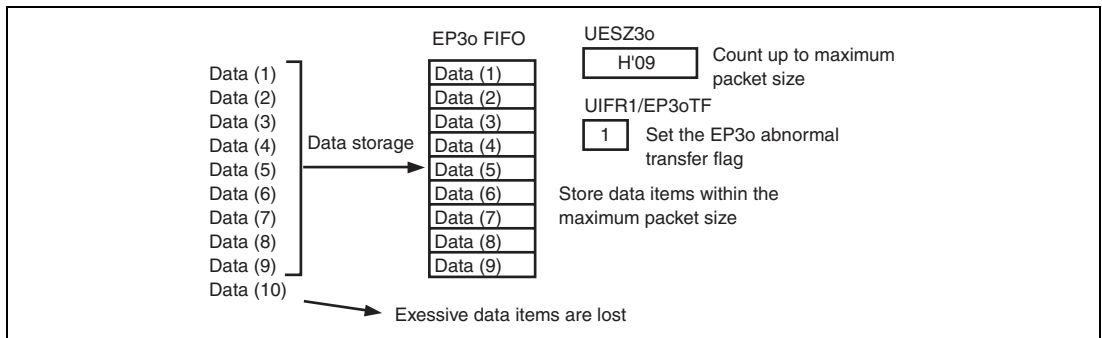 EP3o FIFO
Data (1)
Data (2)
Data (3)
Data (4)
Data (5)
Data (6)
Data (7)
Data (8)
Data (9)
Data (10)
Data storage
Data (1)
Data (2)
Data (3)
Data (4)
Data (5)
Data (6)
Data (7)
Data (8)
Data (9)
UESZ3o
H'09
Count up to maximum
packet size
UIFR1/EP3oTF
1
Set the EP3o abnormal
transfer flag
Store data items within the
maximum packet size
Exessive data items are lost